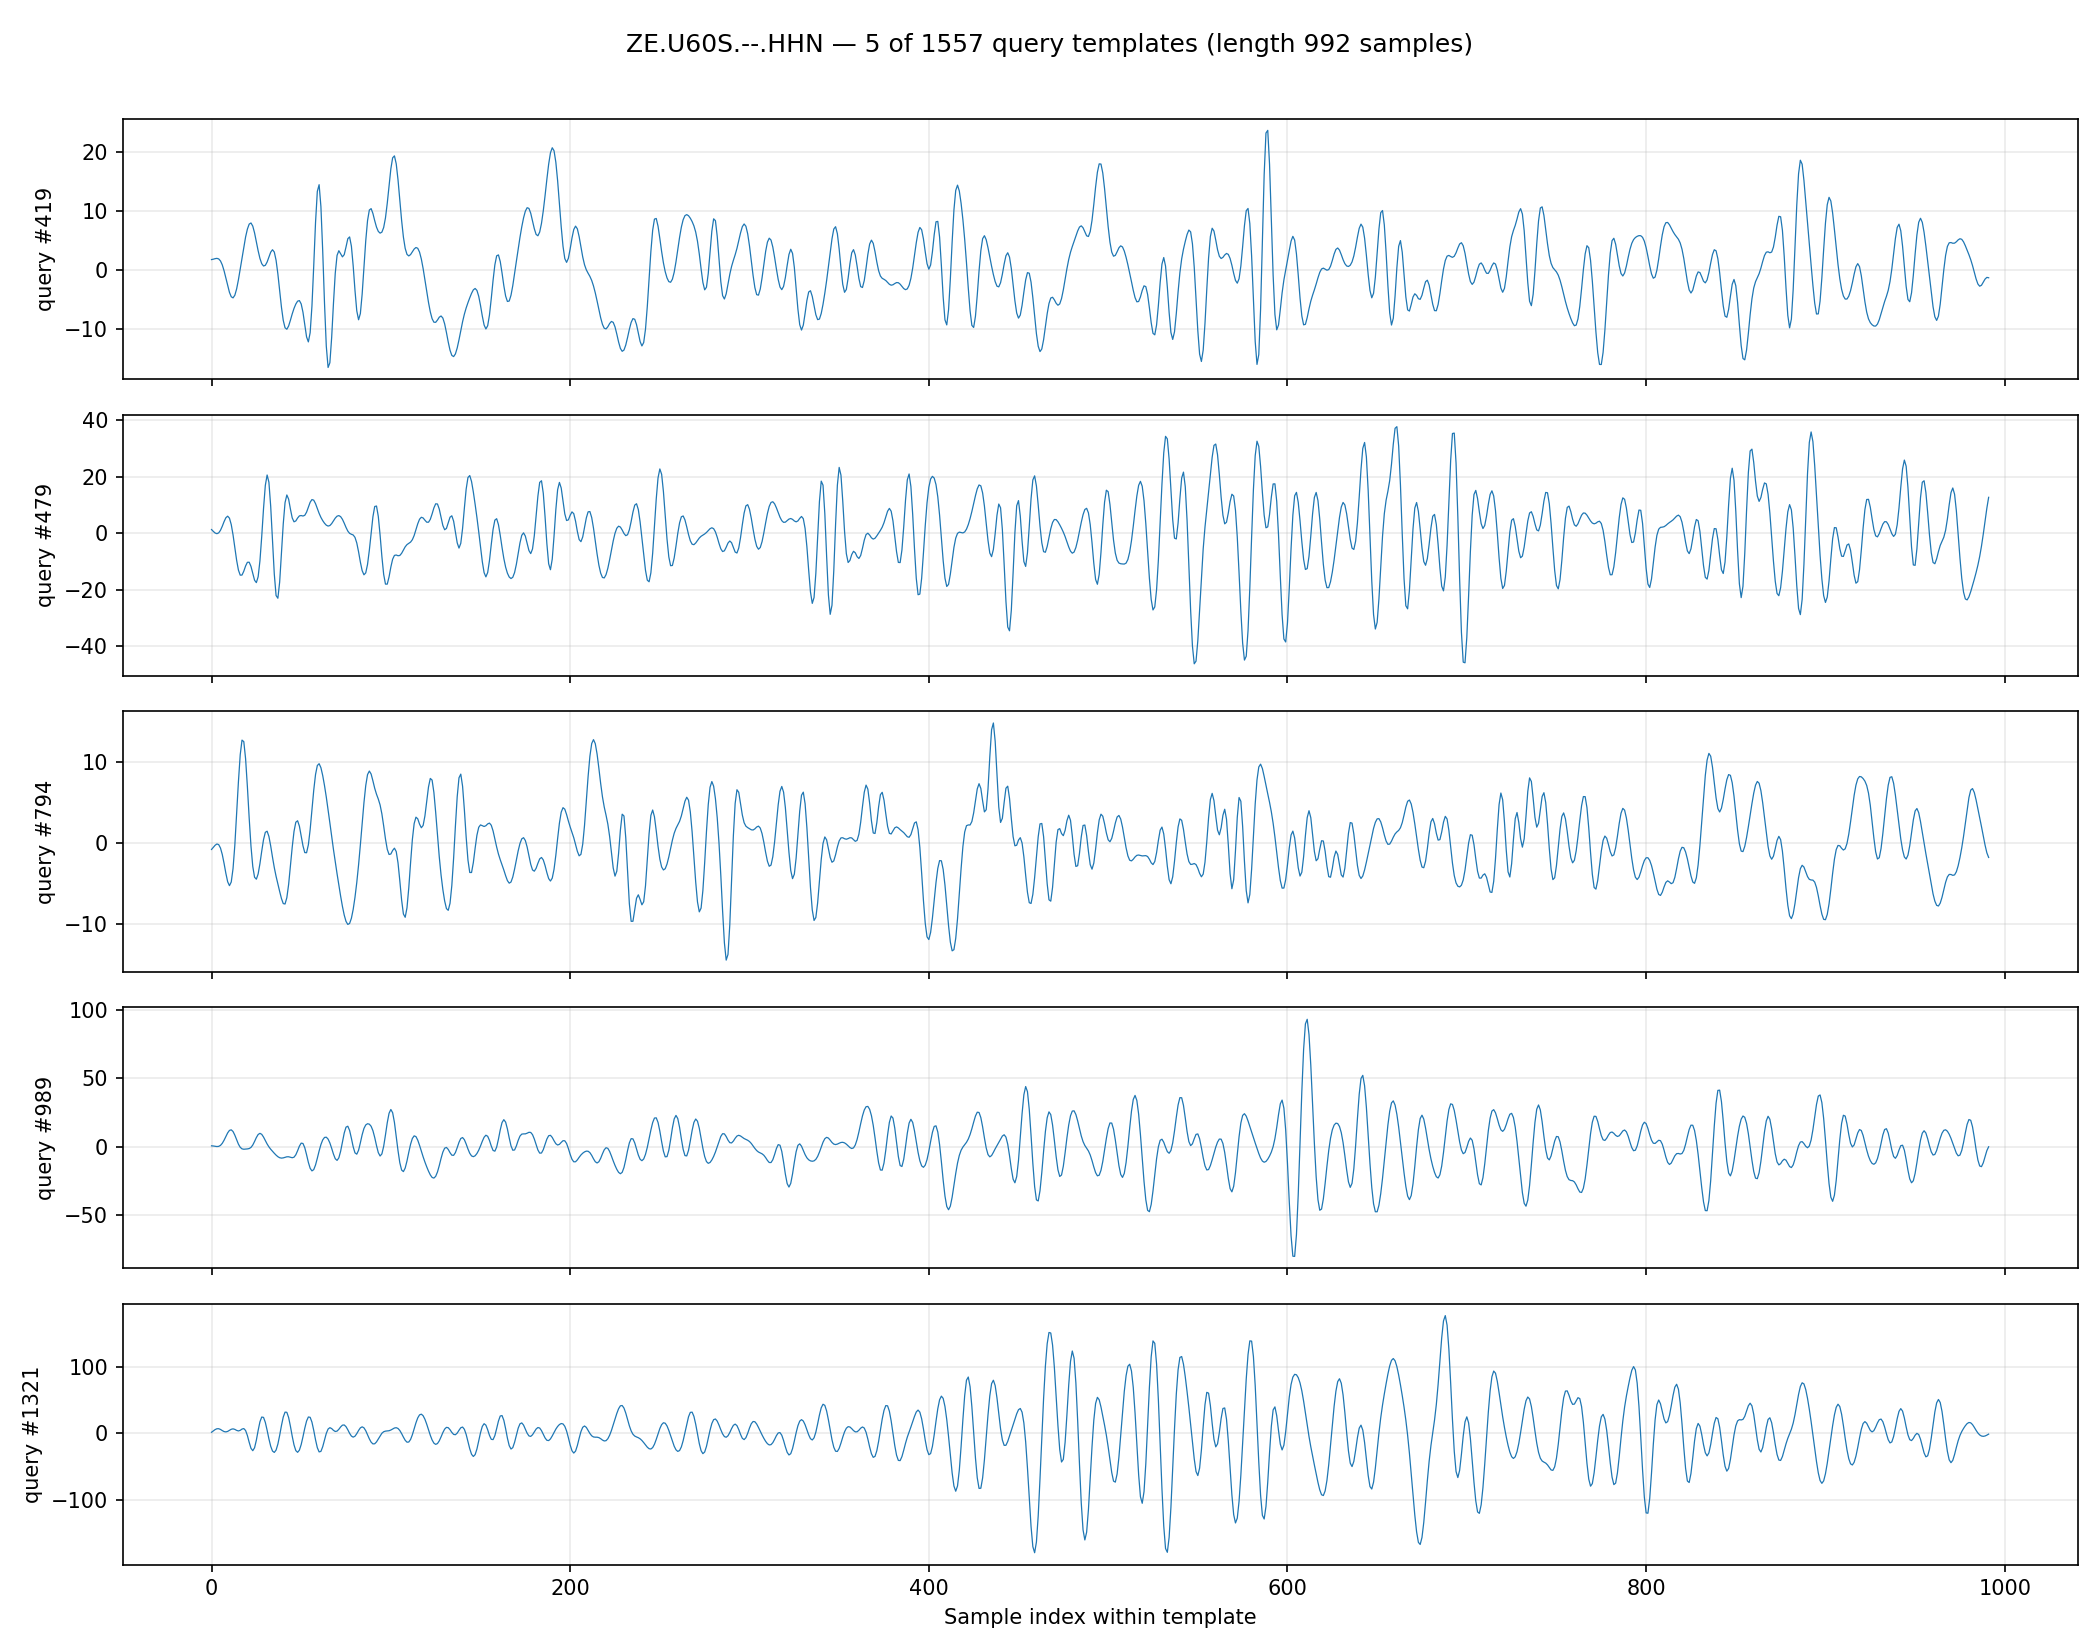 ZE.U60S.--.HHN — 5 of 1557 query templates (length 992 samples)
query #419
20
10
0
−10
query #479
40
20
0
−20
−40
query #794
10
0
−10
query #989
100
50
0
−50
query #1321
100
0
−100
0 200 400 600 800 1000
Sample index within template